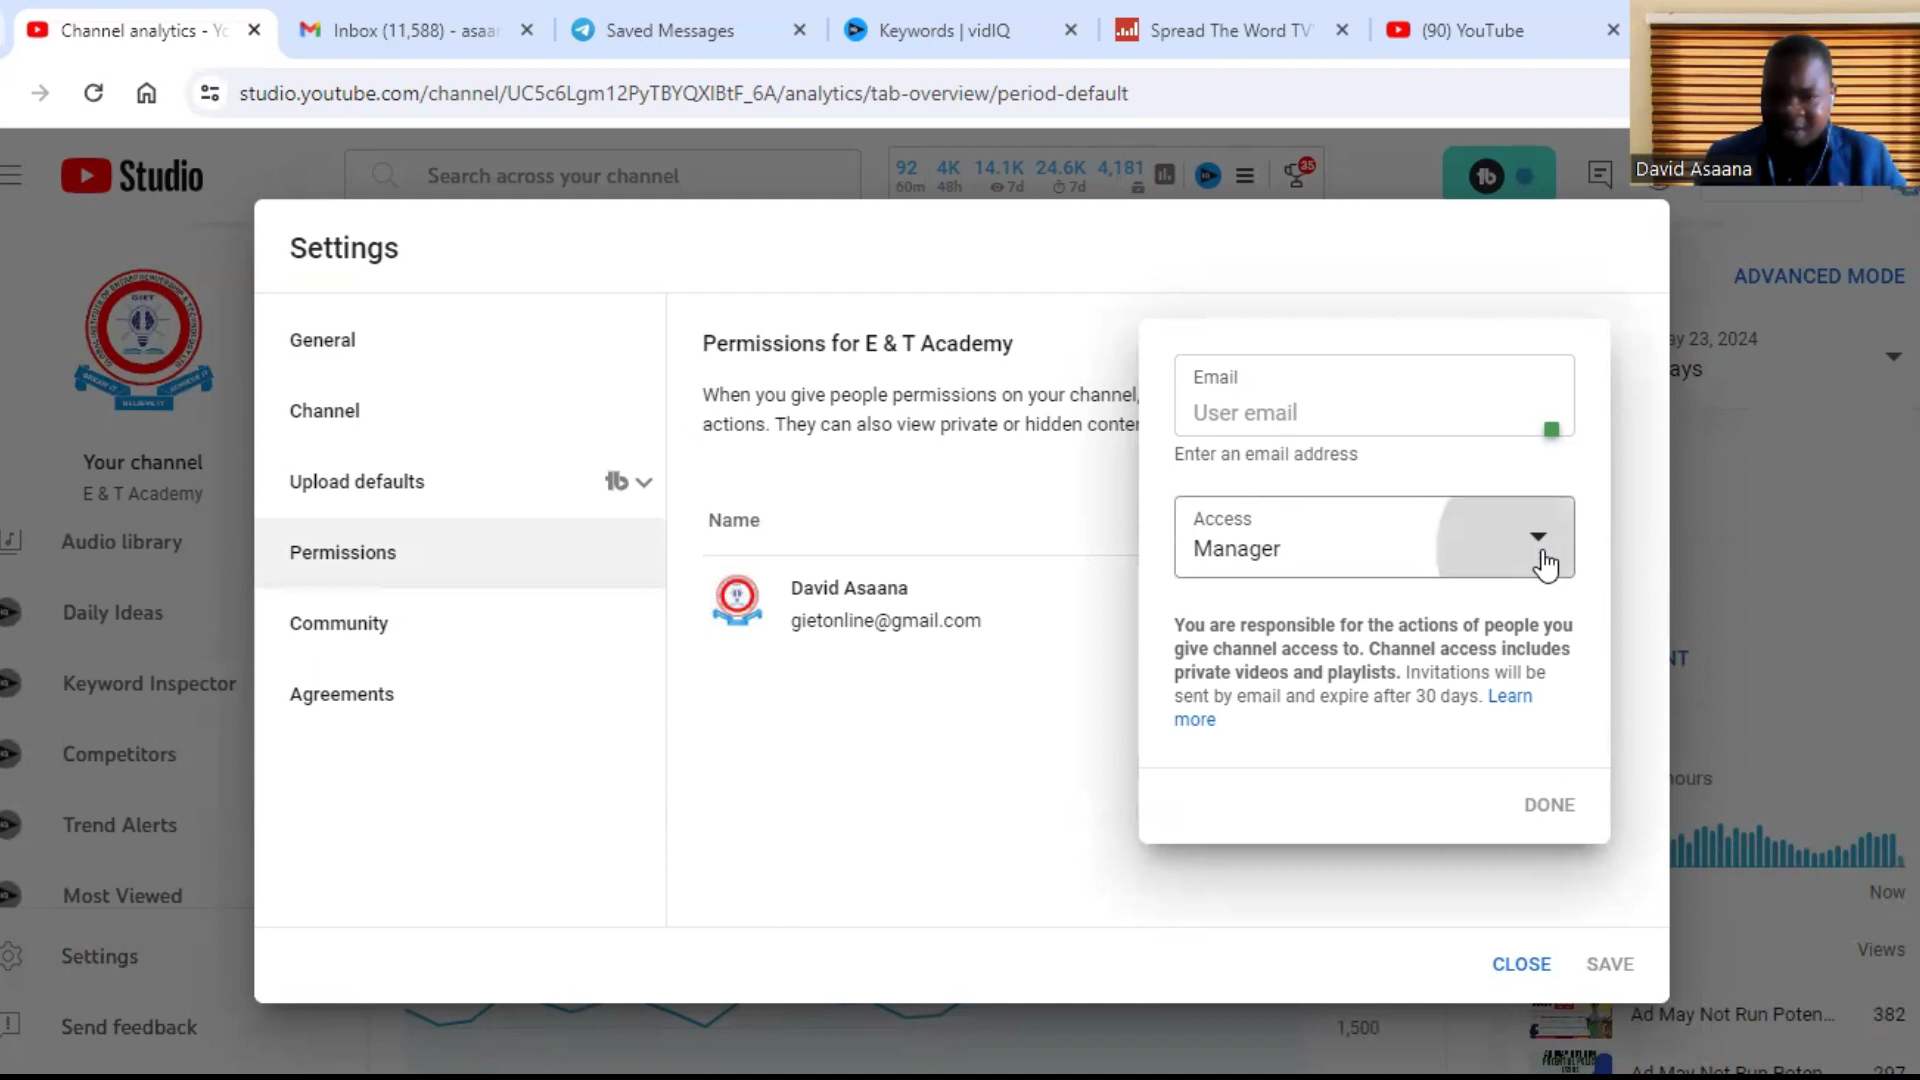 Channel analytics - Yo
Inbox (11,588) - asaan
Saved Messages
Keywords | vidIQ
Spread The Word TV
(90) YouTube
studio.youtube.com/channel/UC5c6Lgm12PyTBYQXIBtF_6A/analytics/tab-overview/period-default
David Asaana
Studio
Search across your channel
92 4K 14.1K 24.6K 4,181
60m 48h 7d 7d
35
Settings
ADVANCED MODE
ay 23, 2024
ays
GIET
General
Channel
Upload defaults
Permissions
Community
Agreements
Permissions for E & T Academy
When you give people permissions on your channel,
actions. They can also view private or hidden conte
Name
David Asaana
gietonline@gmail.com
Email
User email
Enter an email address
Access
Manager
You are responsible for the actions of people you
give channel access to. Channel access includes
private videos and playlists. Invitations will be
sent by email and expire after 30 days. Learn
more
DONE
CLOSE
SAVE
Your channel
E & T Academy
Audio library
Daily Ideas
Keyword Inspector
Competitors
Trend Alerts
Most Viewed
Settings
Send feedback
NT
hours
Now
Views
1,500
Ad May Not Run Poten... 382
Ad May Not Run Poten... 297